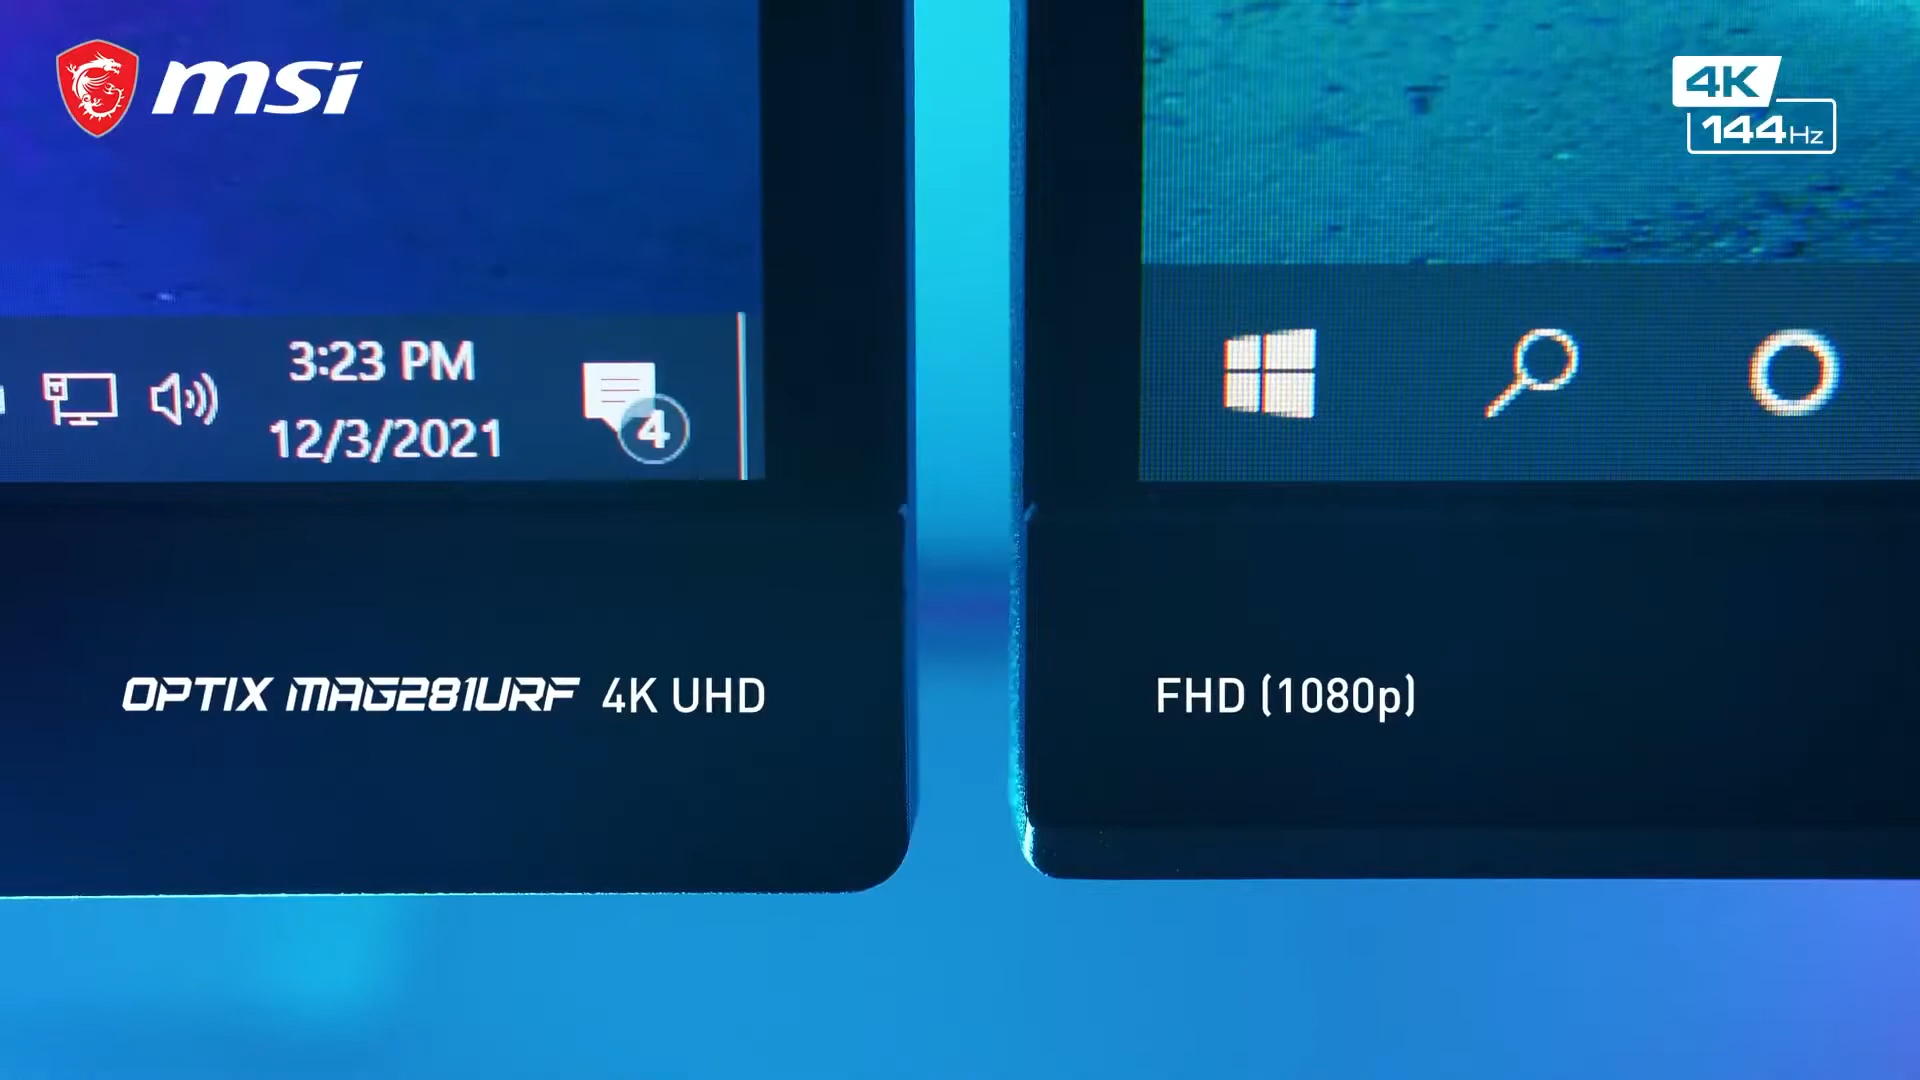 msi
4K
144Hz
3:23 PM
12/3/2021
4
OPTIX MAG281URF 4K UHD
FHD (1080p)